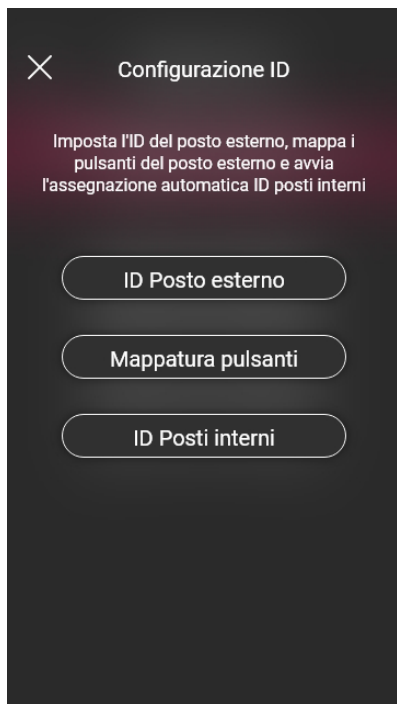 Configurazione ID
Imposta l'ID del posto esterno, mappa i
pulsanti del posto esterno e avvia
l'assegnazione automatica ID posti interni
ID Posto esterno
Mappatura pulsanti
ID Posti interni